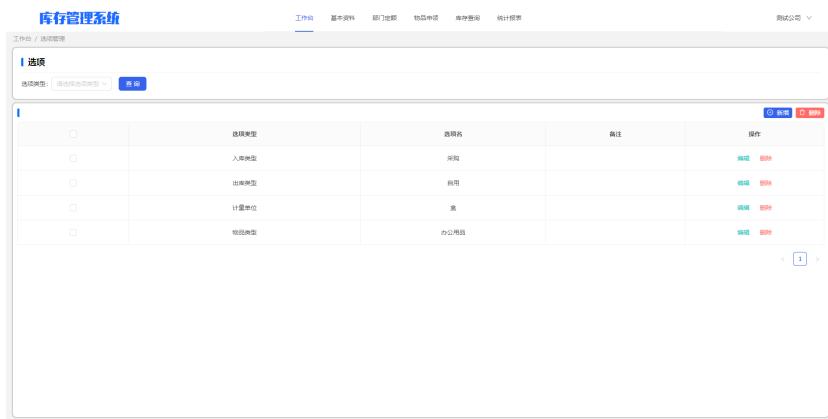 库存管理系统
工作台 基本资料 部门定额 物品申领 库存查询 统计报表 测试公司
工作台 / 选项管理
选项
选项类型: 请选择选项类型 查 询
新增 删除
选项类型 选项名 备注 操作
入库类型 采购 编辑 删除
出库类型 自用 编辑 删除
计量单位 盒 编辑 删除
物品类型 办公用品 编辑 删除
< 1 >